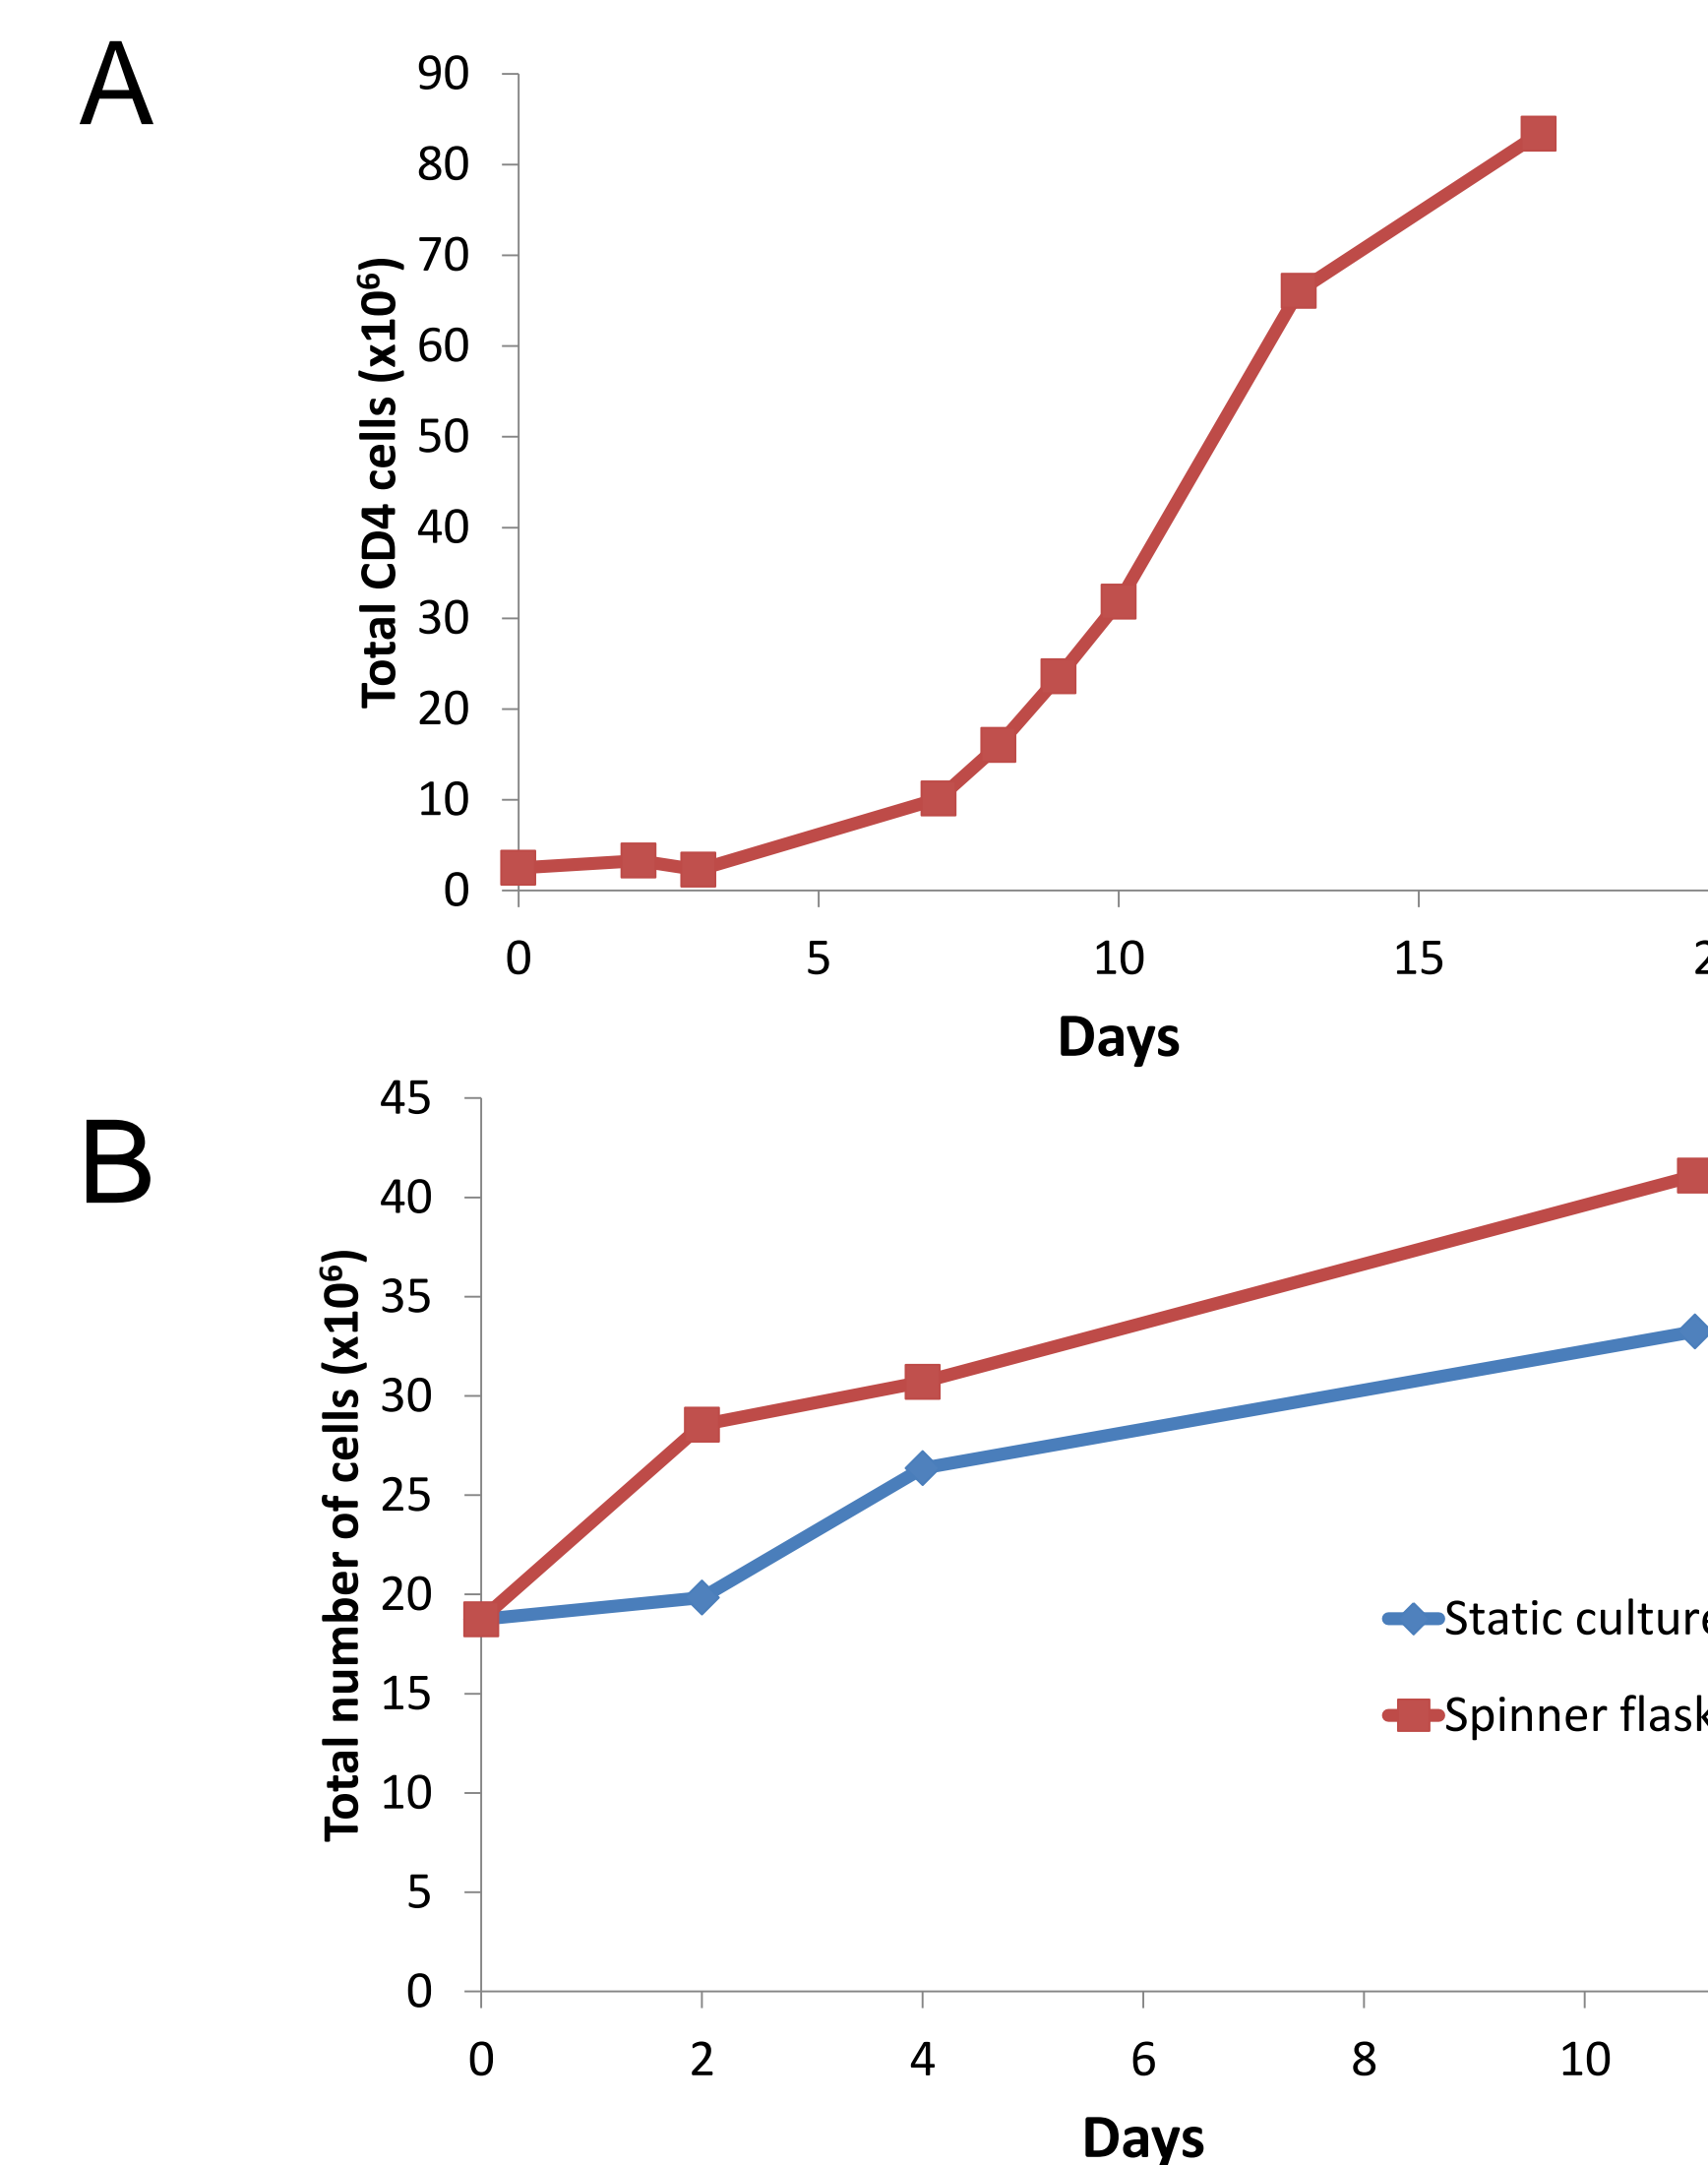 A
90
80
70
60
50
40
30
20
10
0
Total CD4 cells (x10⁶)
0 5 10 15 2
Days
B
45
40
35
30
25
20
15
10
5
0
Total number of cells (x10⁶)
Static culture
Spinner flask
0 2 4 6 8 10
Days